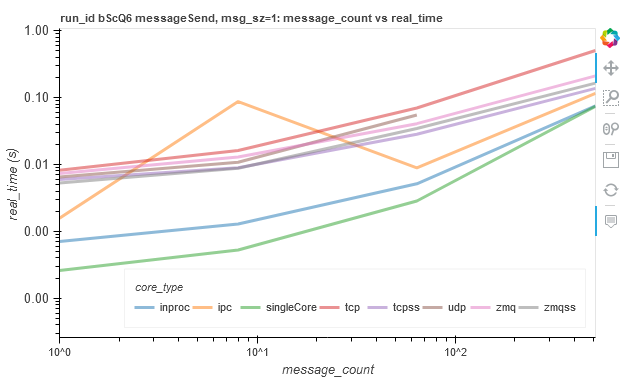 run_id bScQ6 messageSend, msg_sz=1: message_count vs real_time
1.00
0.10
0.01
0.00
0.00
real_time (s)
core_type
inproc ipc singleCore tcp tcpss udp zmq zmqss
10^0 10^1 10^2
message_count